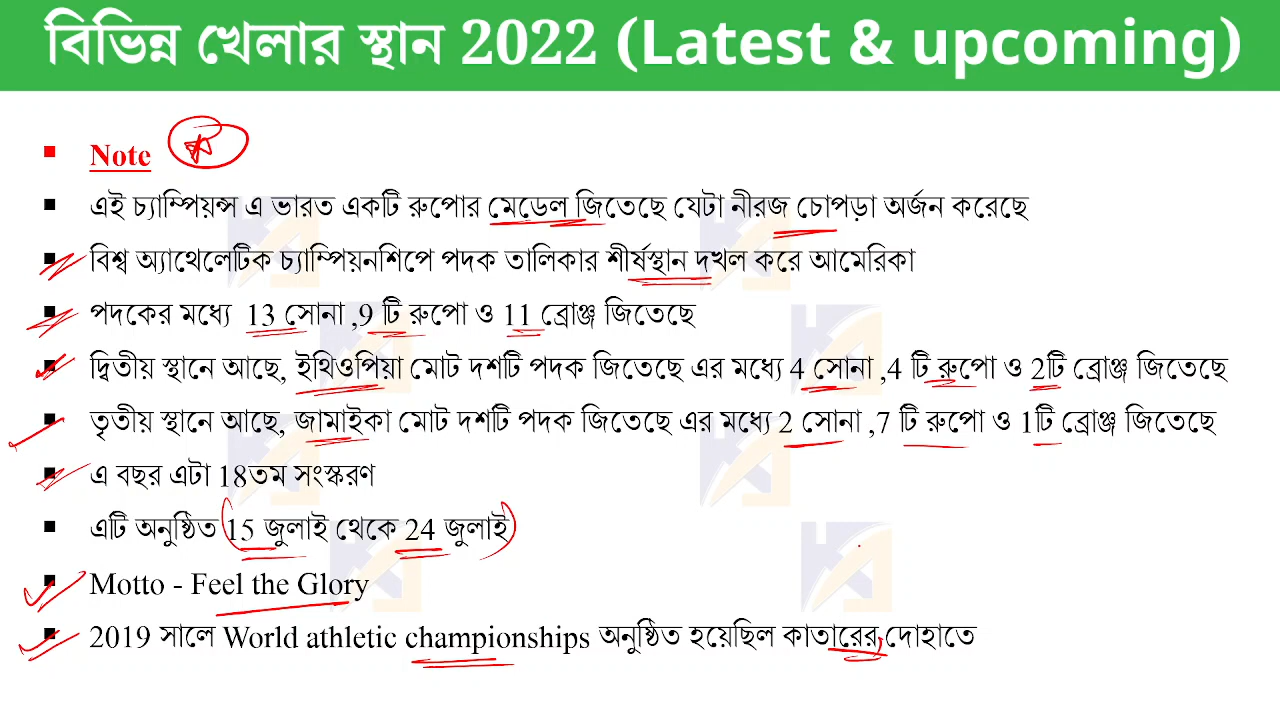 বিভিন্ন খেলার স্থান 2022 (Latest & upcoming)
Note
এই চ্যাম্পিয়ন্স এ ভারত একটি রুপোর মেডেল জিতেছে যেটা নীরজ চোপড়া অর্জন করেছে
বিশ্ব অ্যাথেলেটিক চ্যাম্পিয়নশিপে পদক তালিকার শীর্ষস্থান দখল করে আমেরিকা
পদকের মধ্যে 13 সোনা ,9 টি রুপো ও 11 ব্রোঞ্জ জিতেছে
দ্বিতীয় স্থানে আছে, ইথিওপিয়া মোট দশটি পদক জিতেছে এর মধ্যে 4 সোনা ,4 টি রুপো ও 2টি ব্রোঞ্জ জিতেছে
তৃতীয় স্থানে আছে, জামাইকা মোট দশটি পদক জিতেছে এর মধ্যে 2 সোনা ,7 টি রুপো ও 1টি ব্রোঞ্জ জিতেছে
এ বছর এটা 18তম সংস্করণ
এটি অনুষ্ঠিত 15 জুলাই থেকে 24 জুলাই
Motto - Feel the Glory
2019 সালে World athletic championships অনুষ্ঠিত হয়েছিল কাতারের,দোহাতে